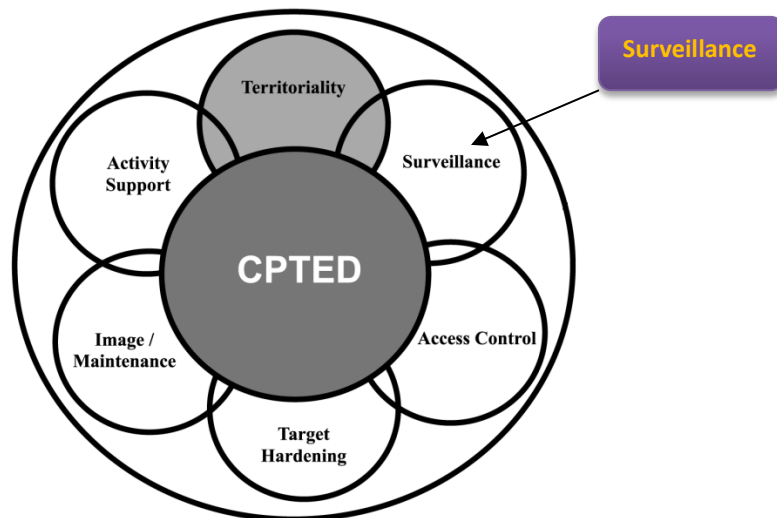 Surveillance
Territoriality
Activity
Support
Surveillance
CPTED
Image /
Maintenance
Access Control
Target
Hardening